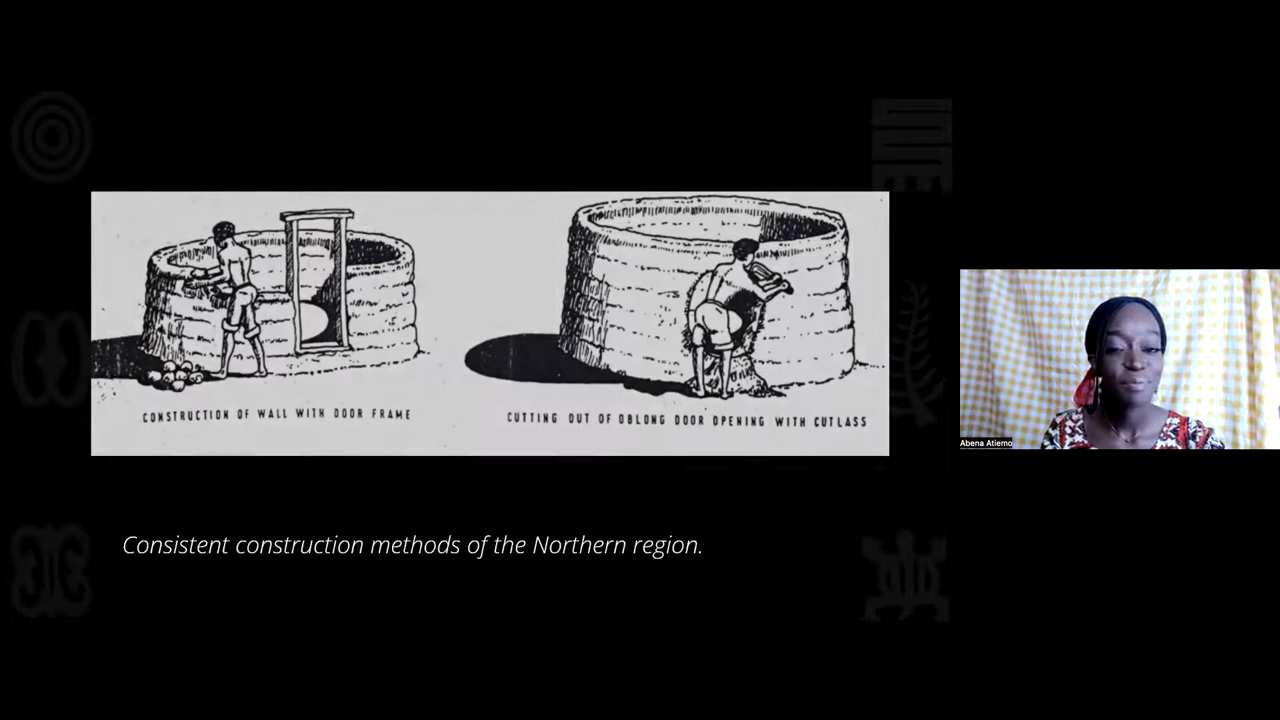 CONSTRUCTION OF WALL WITH DOOR FRAME
CUTTING OUT OF OBLONG DOOR OPENING WITH CUTLASS
Consistent construction methods of the Northern region.
Abena Atiemo